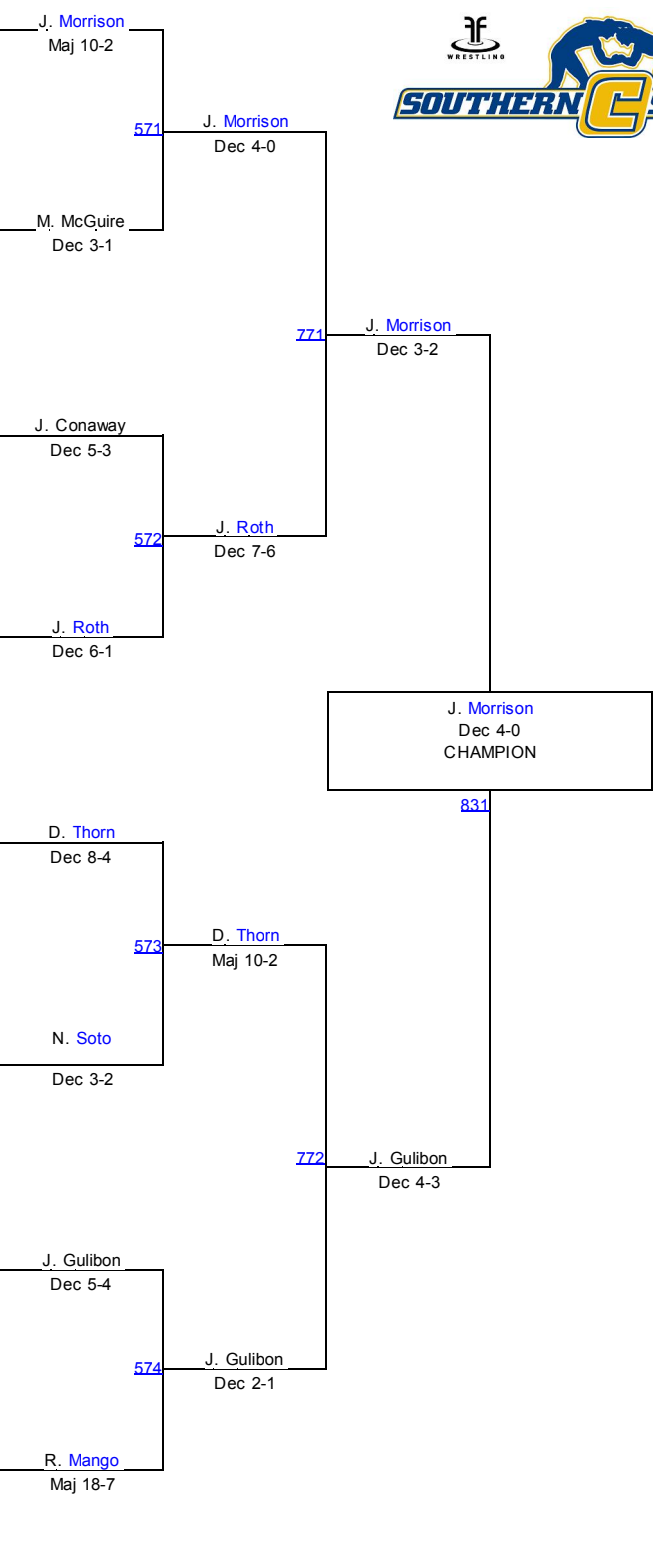 J. Morrison
Maj 10-2
WRESTLING
SOUTHERN C
571
J. Morrison
Dec 4-0
M. McGuire
Dec 3-1
771
J. Morrison
Dec 3-2
J. Conaway
Dec 5-3
572
J. Roth
Dec 7-6
J. Roth
Dec 6-1
J. Morrison
Dec 4-0
CHAMPION
831
D. Thorn
Dec 8-4
573
D. Thorn
Maj 10-2
N. Soto
Dec 3-2
772
J. Gulibon
Dec 4-3
J. Gulibon
Dec 5-4
574
J. Gulibon
Dec 2-1
R. Mango
Maj 18-7